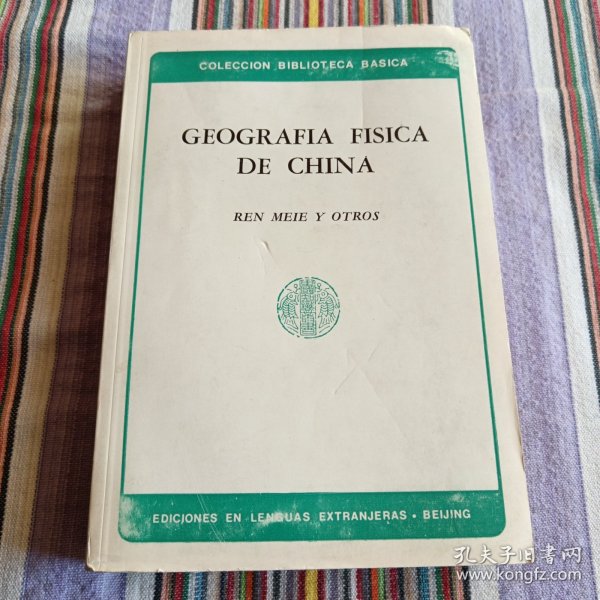 COLECCION BIBLIOTECA BASICA
GEOGRAFIA FISICA
DE CHINA
REN MEIE Y OTROS
EDICIONES EN LENGUAS EXTRANJERAS • BEIJING
孔夫子旧书网
www.kongfz.com